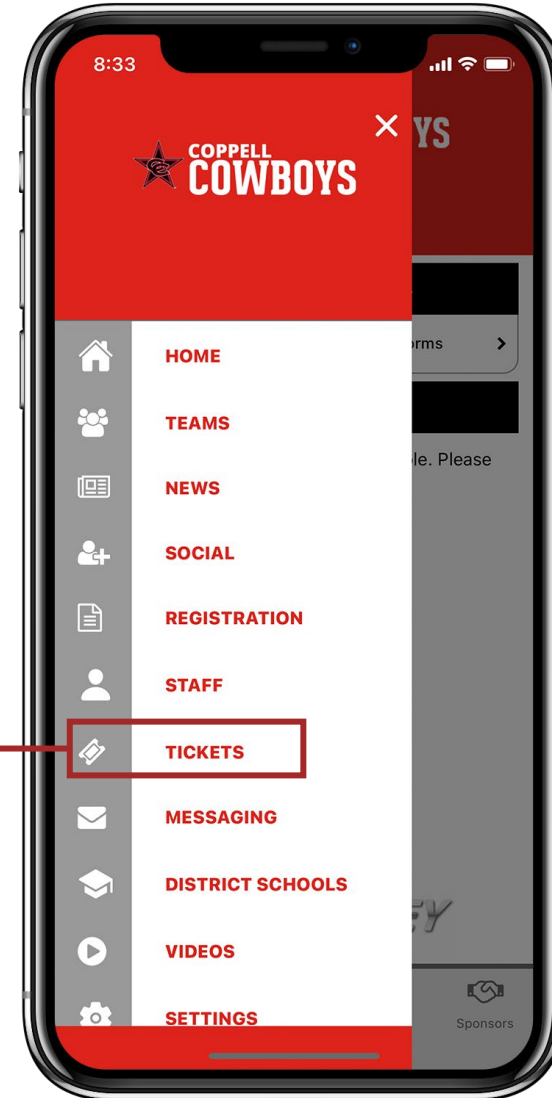 8:33
YS
COPPELL
COWBOYS
HOME
orms
TEAMS
le. Please
NEWS
SOCIAL
REGISTRATION
STAFF
TICKETS
MESSAGING
DISTRICT SCHOOLS
EY
VIDEOS
SETTINGS
Sponsors